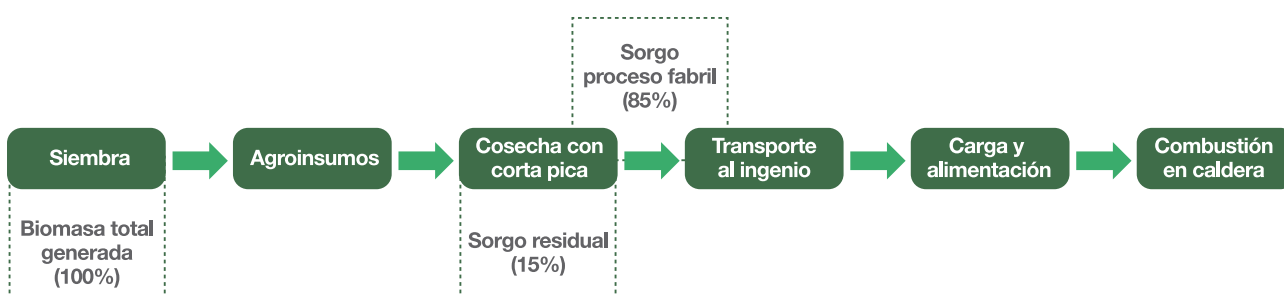 Sorgo
proceso fabril
(85%)
Siembra
Agroinsumos
Cosecha con
corta pica
Transporte
al ingenio
Carga y
alimentación
Combustión
en caldera
Biomasa total
generada
(100%)
Sorgo residual
(15%)